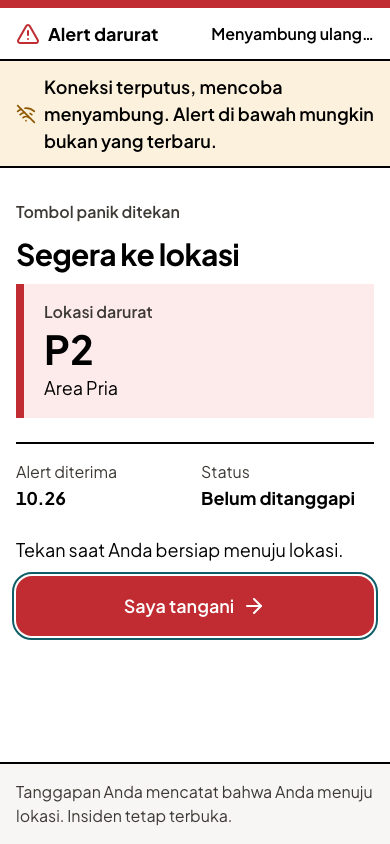 Alert darurat
Menyambung ulang...
Koneksi terputus, mencoba
menyambung. Alert di bawah mungkin
bukan yang terbaru.
Tombol panik ditekan
Segera ke lokasi
Lokasi darurat
P2
Area Pria
Alert diterima
10.26
Status
Belum ditanggapi
Tekan saat Anda bersiap menuju lokasi.
Saya tangani
Tanggapan Anda mencatat bahwa Anda menuju
lokasi. Insiden tetap terbuka.